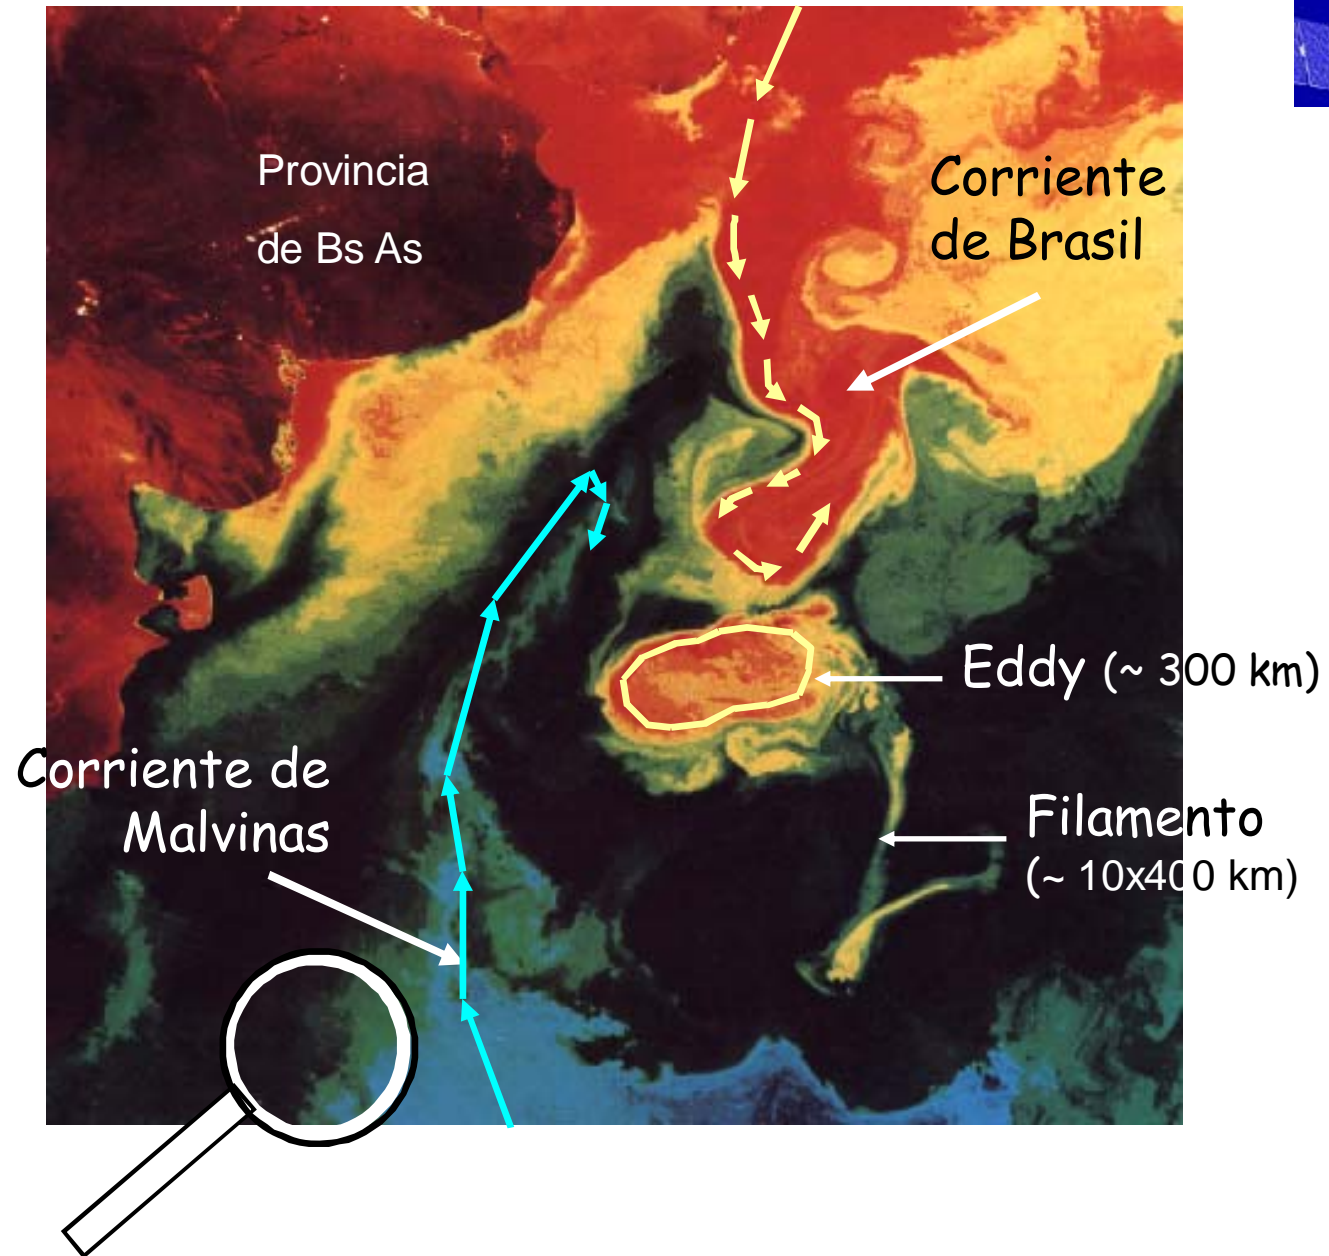 Provincia
de Bs As
Corriente
de Brasil
Eddy (~ 300 km)
Corriente de
Malvinas
Filamento
(~ 10x400 km)